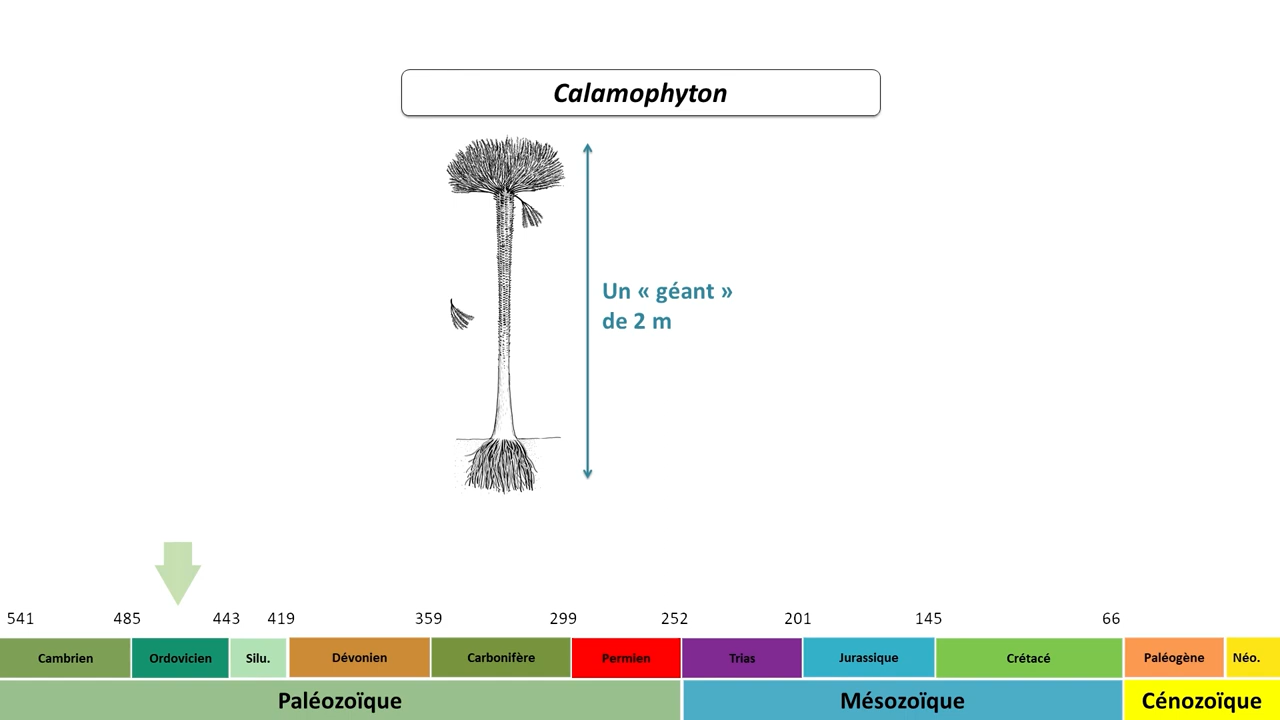 Calamophyton
Un « géant »
de 2 m
541 485 443 419 359 299 252 201 145 66
Cambrien Ordovicien Silu. Dévonien Carbonifère Permien Trias Jurassique Crétacé Paléogène Néo.
Paléozoïque Mésozoïque Cénozoïque